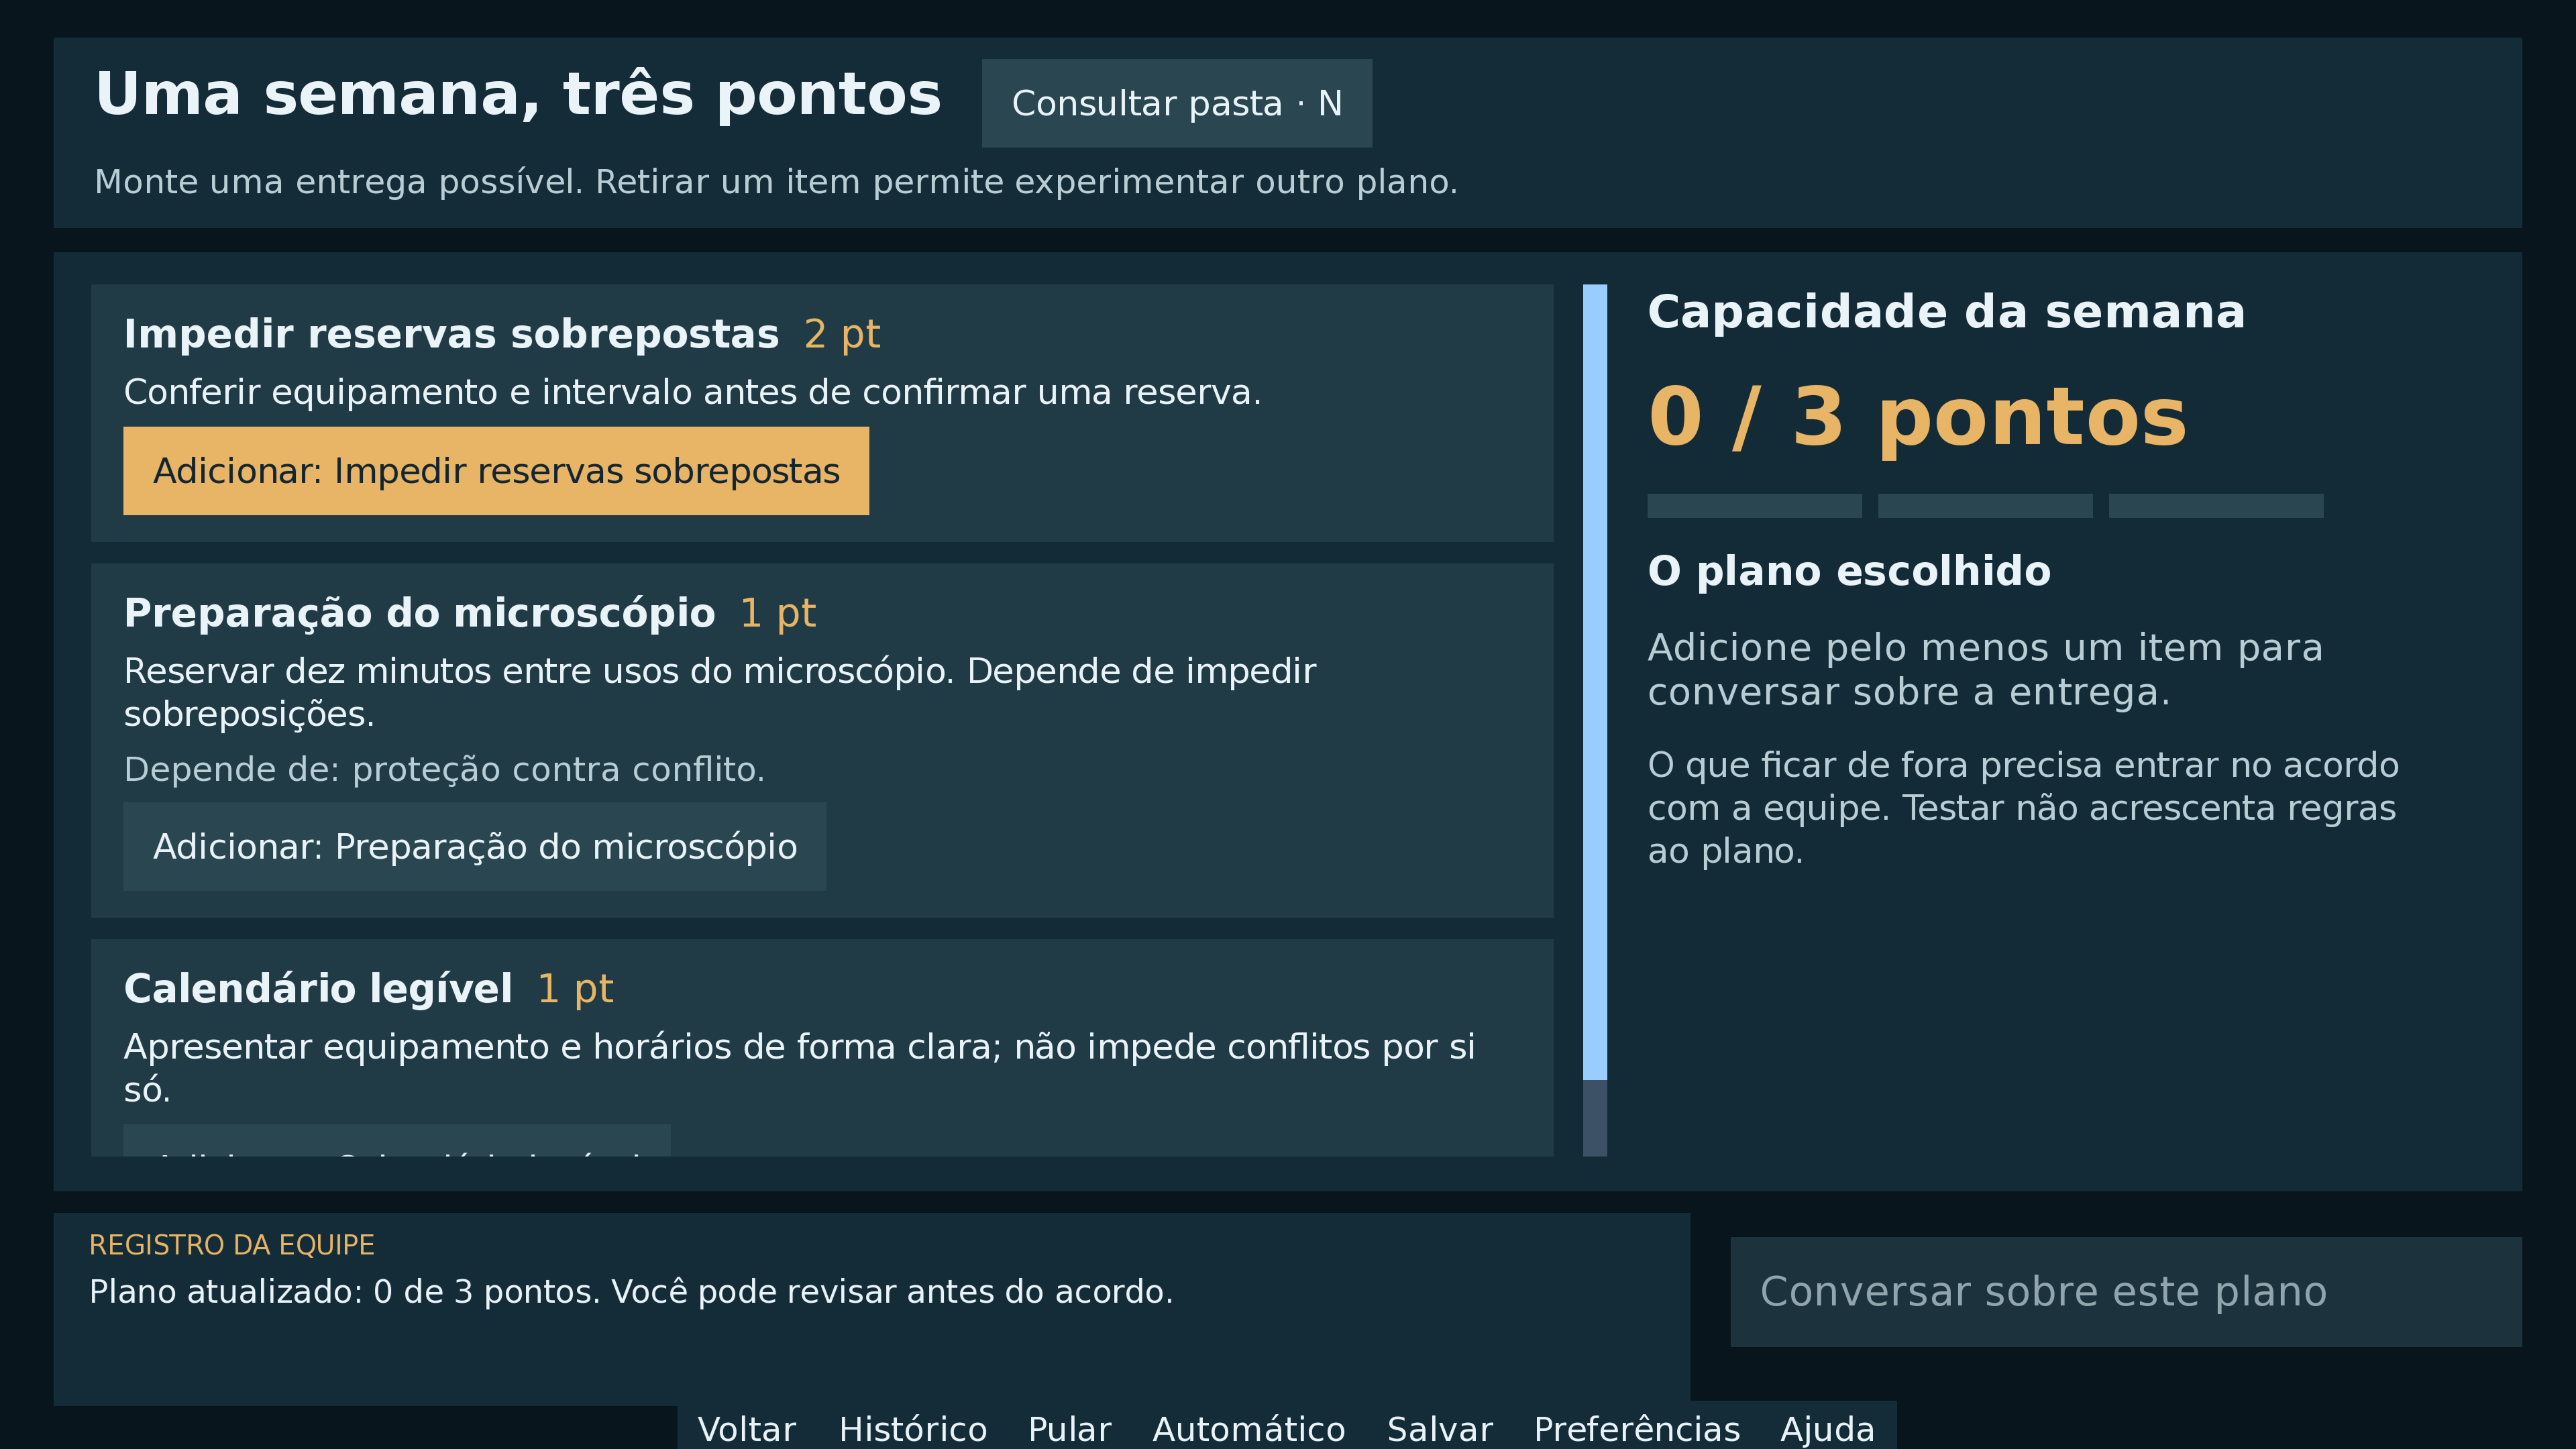 Uma semana, três pontos
Consultar pasta · N
Monte uma entrega possível. Retirar um item permite experimentar outro plano.
Impedir reservas sobrepostas 2 pt
Conferir equipamento e intervalo antes de confirmar uma reserva.
Adicionar: Impedir reservas sobrepostas
Preparação do microscópio 1 pt
Reservar dez minutos entre usos do microscópio. Depende de impedir
sobreposições.
Depende de: proteção contra conflito.
Adicionar: Preparação do microscópio
Calendário legível 1 pt
Apresentar equipamento e horários de forma clara; não impede conflitos por si
só.
Capacidade da semana
0 / 3 pontos
O plano escolhido
Adicione pelo menos um item para
conversar sobre a entrega.
O que ficar de fora precisa entrar no acordo
com a equipe. Testar não acrescenta regras
ao plano.
REGISTRO DA EQUIPE
Plano atualizado: 0 de 3 pontos. Você pode revisar antes do acordo.
Conversar sobre este plano
Voltar Histórico Pular Automático Salvar Preferências Ajuda